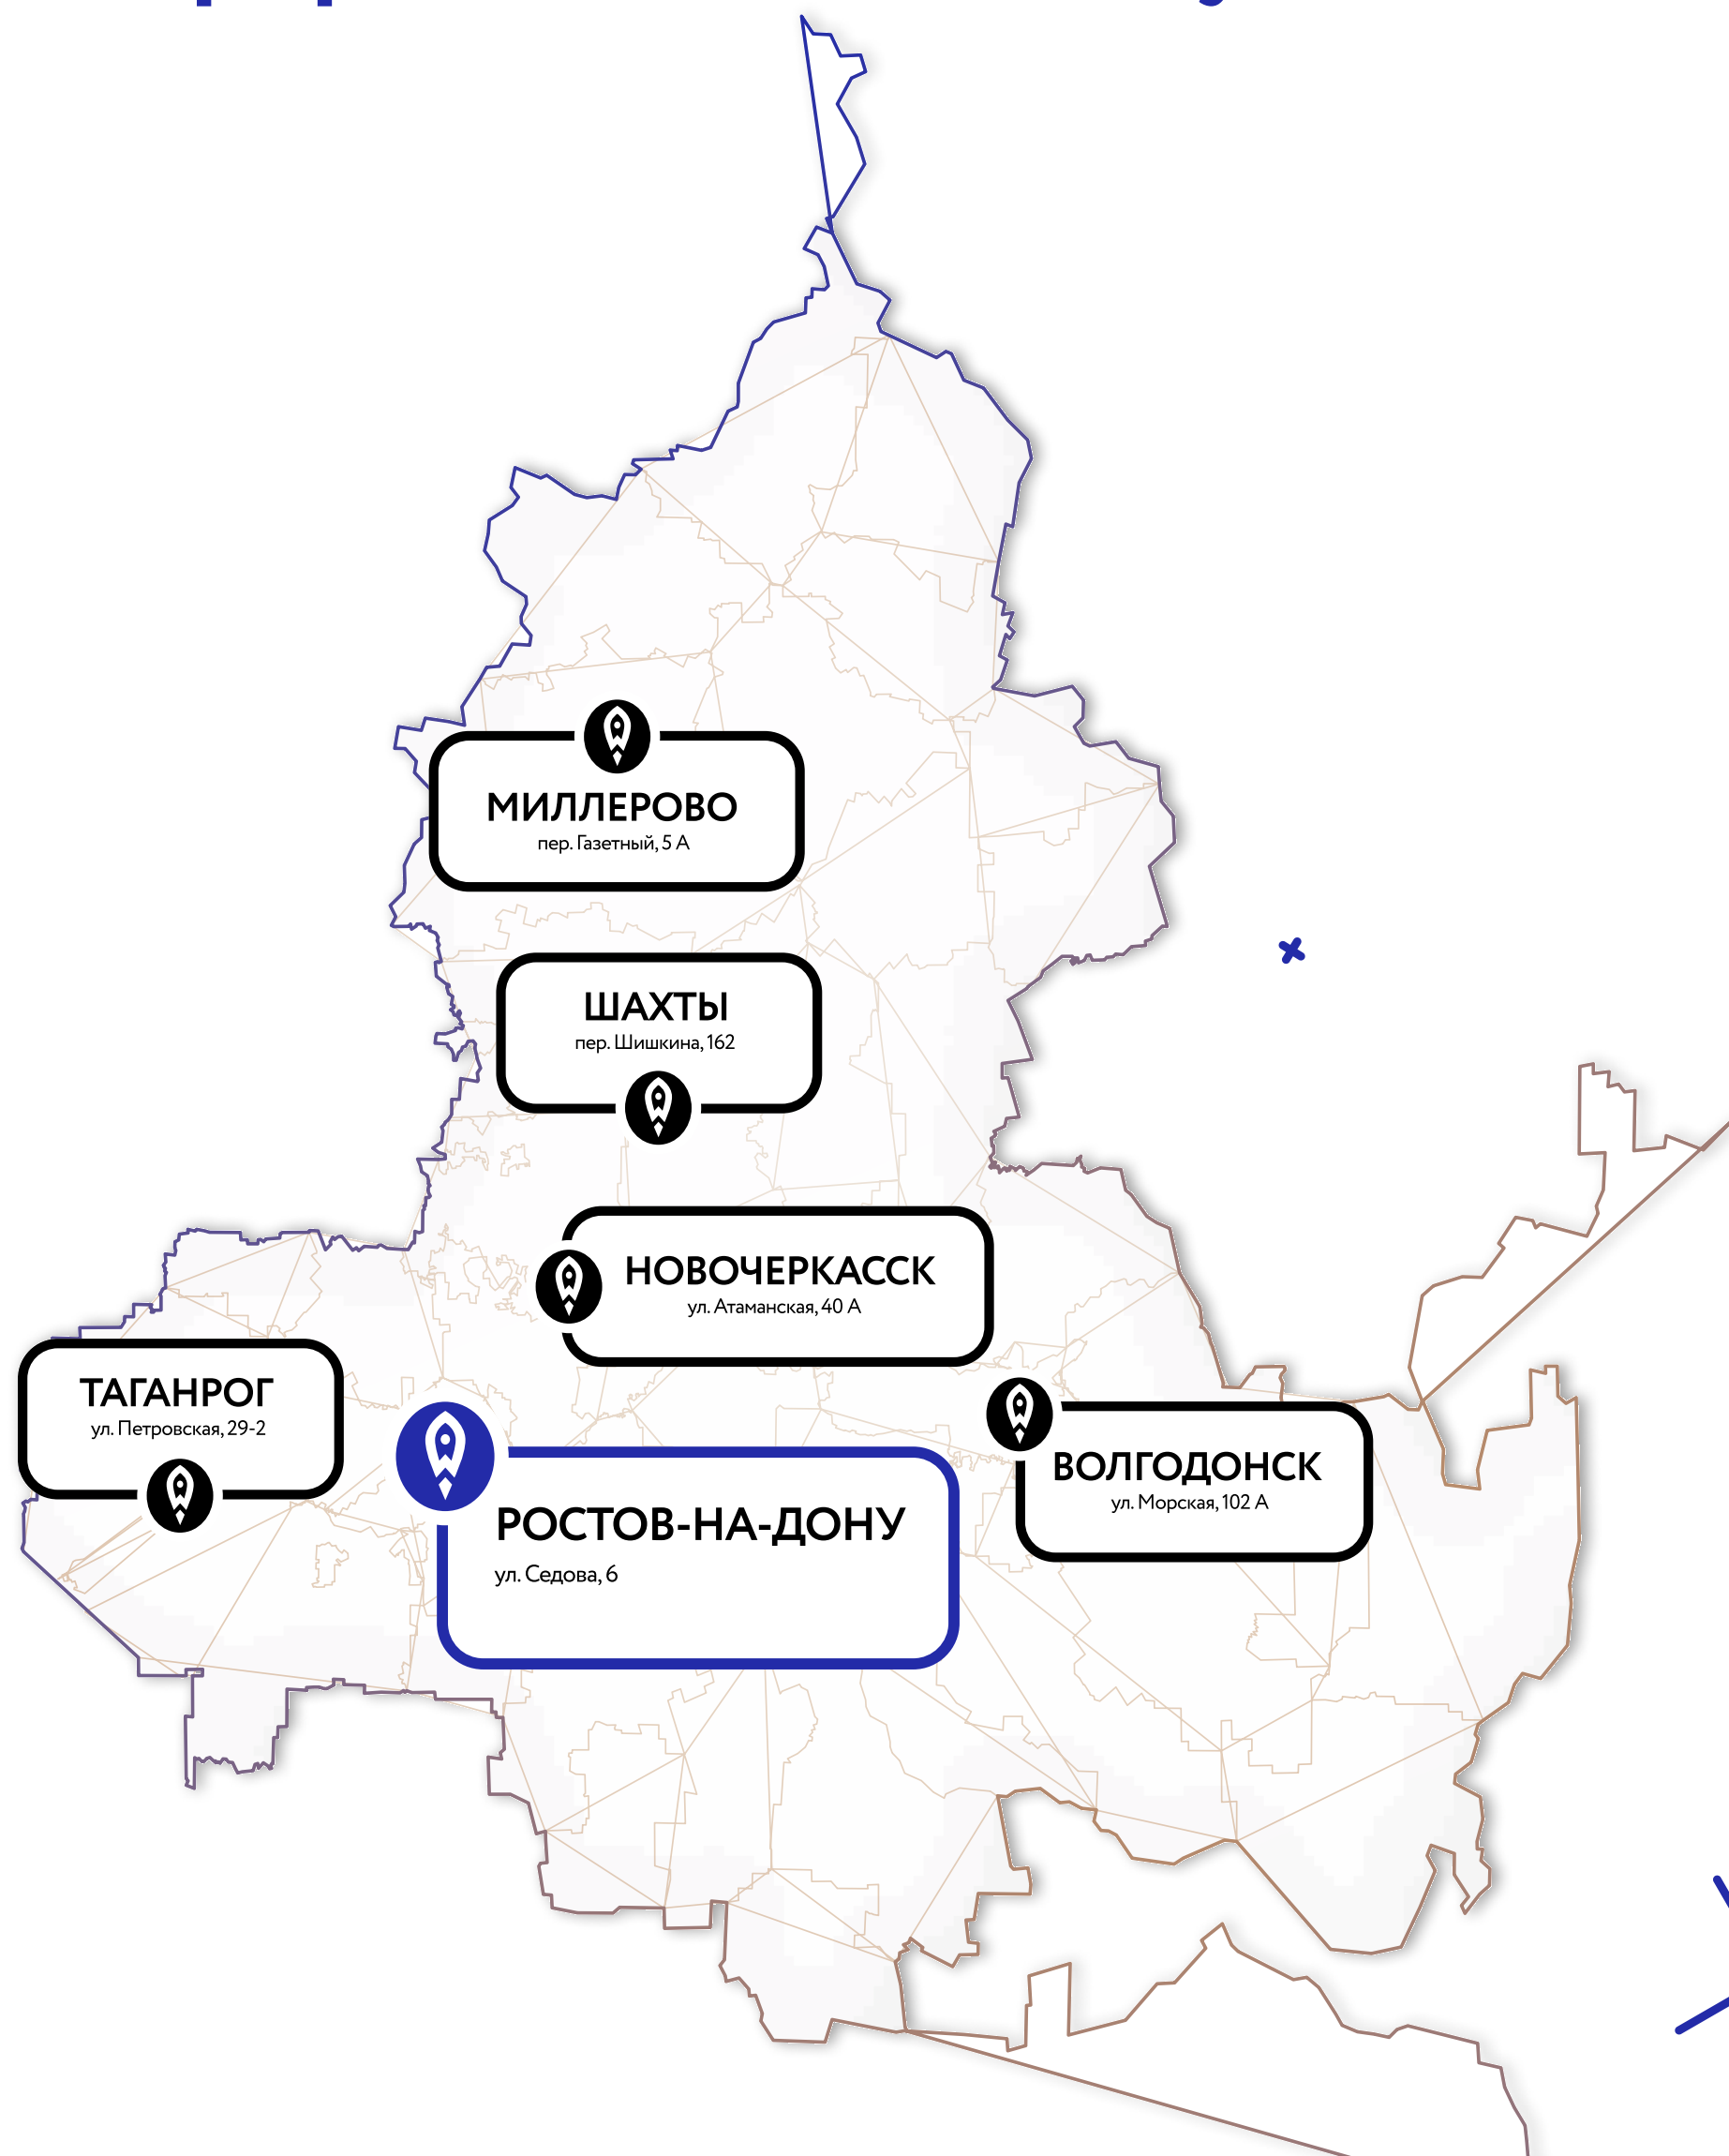 МИЛЛЕРОВО
пер. Газетный, 5 А
ШАХТЫ
пер. Шишкина, 162
НОВОЧЕРКАССК
ул. Атаманская, 40 А
ТАГАНРОГ
ул. Петровская, 29-2
ВОЛГОДОНСК
ул. Морская, 102 А
РОСТОВ-НА-ДОНУ
ул. Седова, 6